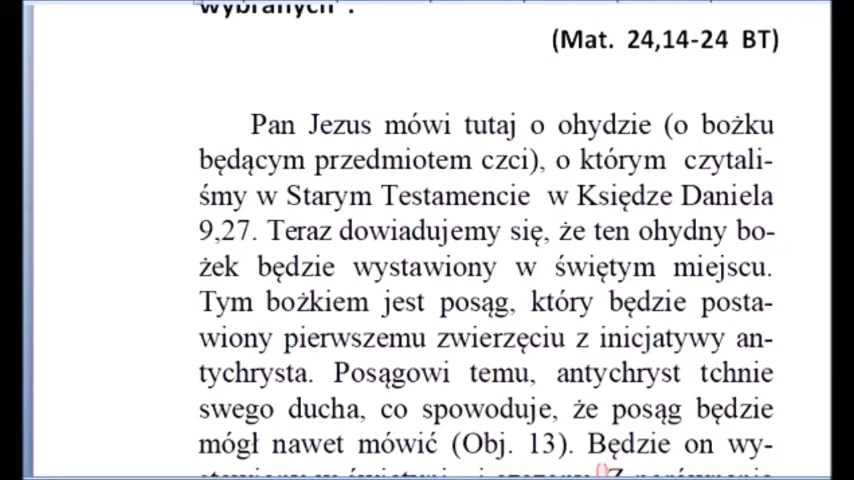 wybranych".
(Mat. 24,14-24 BT)
Pan Jezus mówi tutaj o ohydzie (o bożku
będącym przedmiotem czci), o którym czytali-
śmy w Starym Testamencie w Księdze Daniela
9,27. Teraz dowiadujemy się, że ten ohydny bo-
żek będzie wystawiony w świętym miejscu.
Tym bożkiem jest posąg, który będzie posta-
wiony pierwszemu zwierzęciu z inicjatywy an-
tychrysta. Posągowi temu, antychryst tchnie
swego ducha, co spowoduje, że posąg będzie
mógł nawet mówić (Obj. 13). Będzie on wy-